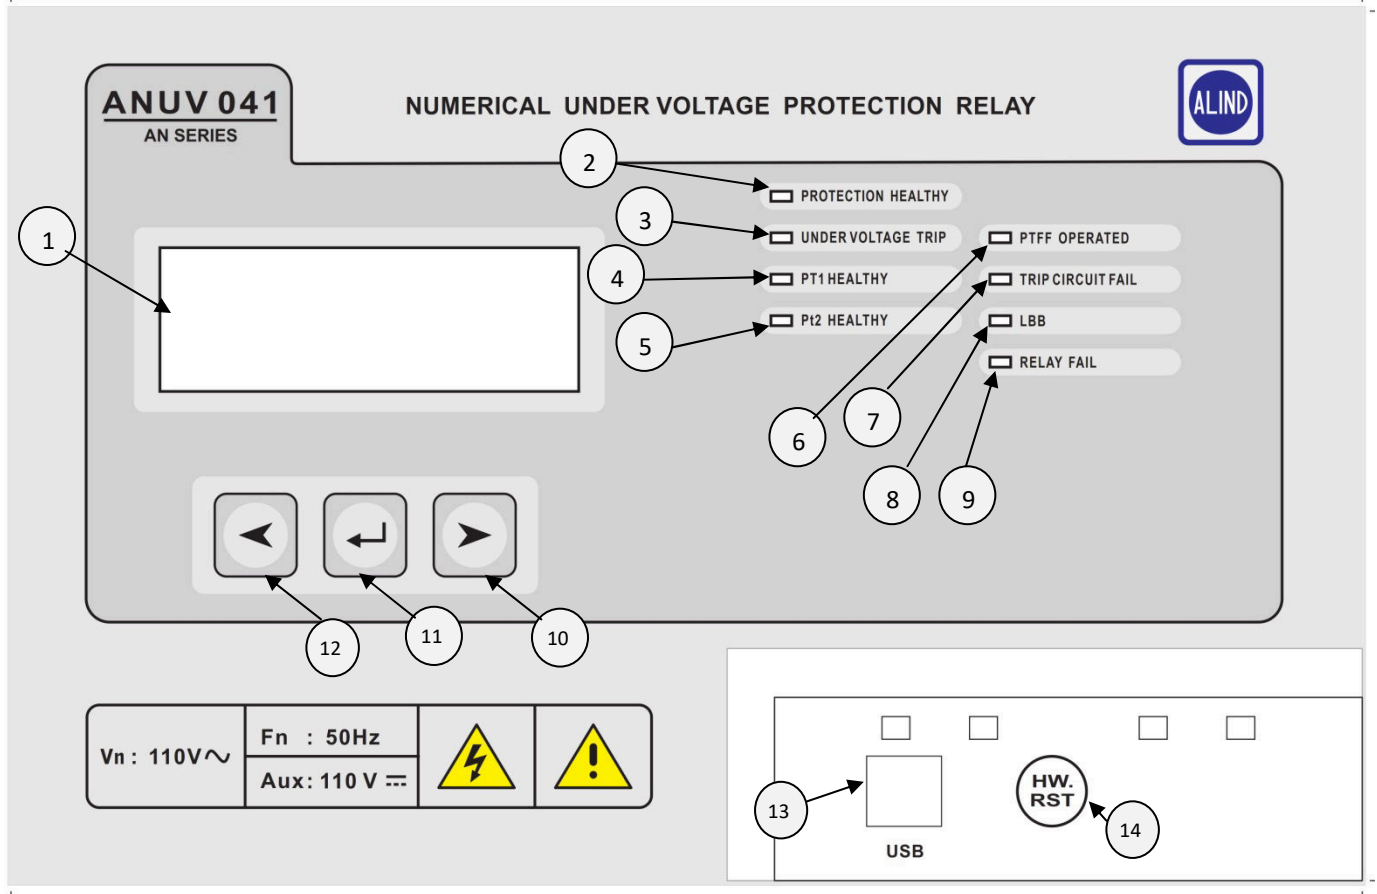 ANUV 041
AN SERIES
NUMERICAL UNDER VOLTAGE PROTECTION RELAY
ALIND
2
PROTECTION HEALTHY
3
UNDER VOLTAGE TRIP
PTFF OPERATED
1
4
PT1 HEALTHY
TRIP CIRCUIT FAIL
5
Pt2 HEALTHY
LBB
RELAY FAIL
6
7
8
9
12
11
10
Vn : 110V∿
Fn : 50Hz
Aux: 110 V ⎓
13
USB
HW.
RST
14